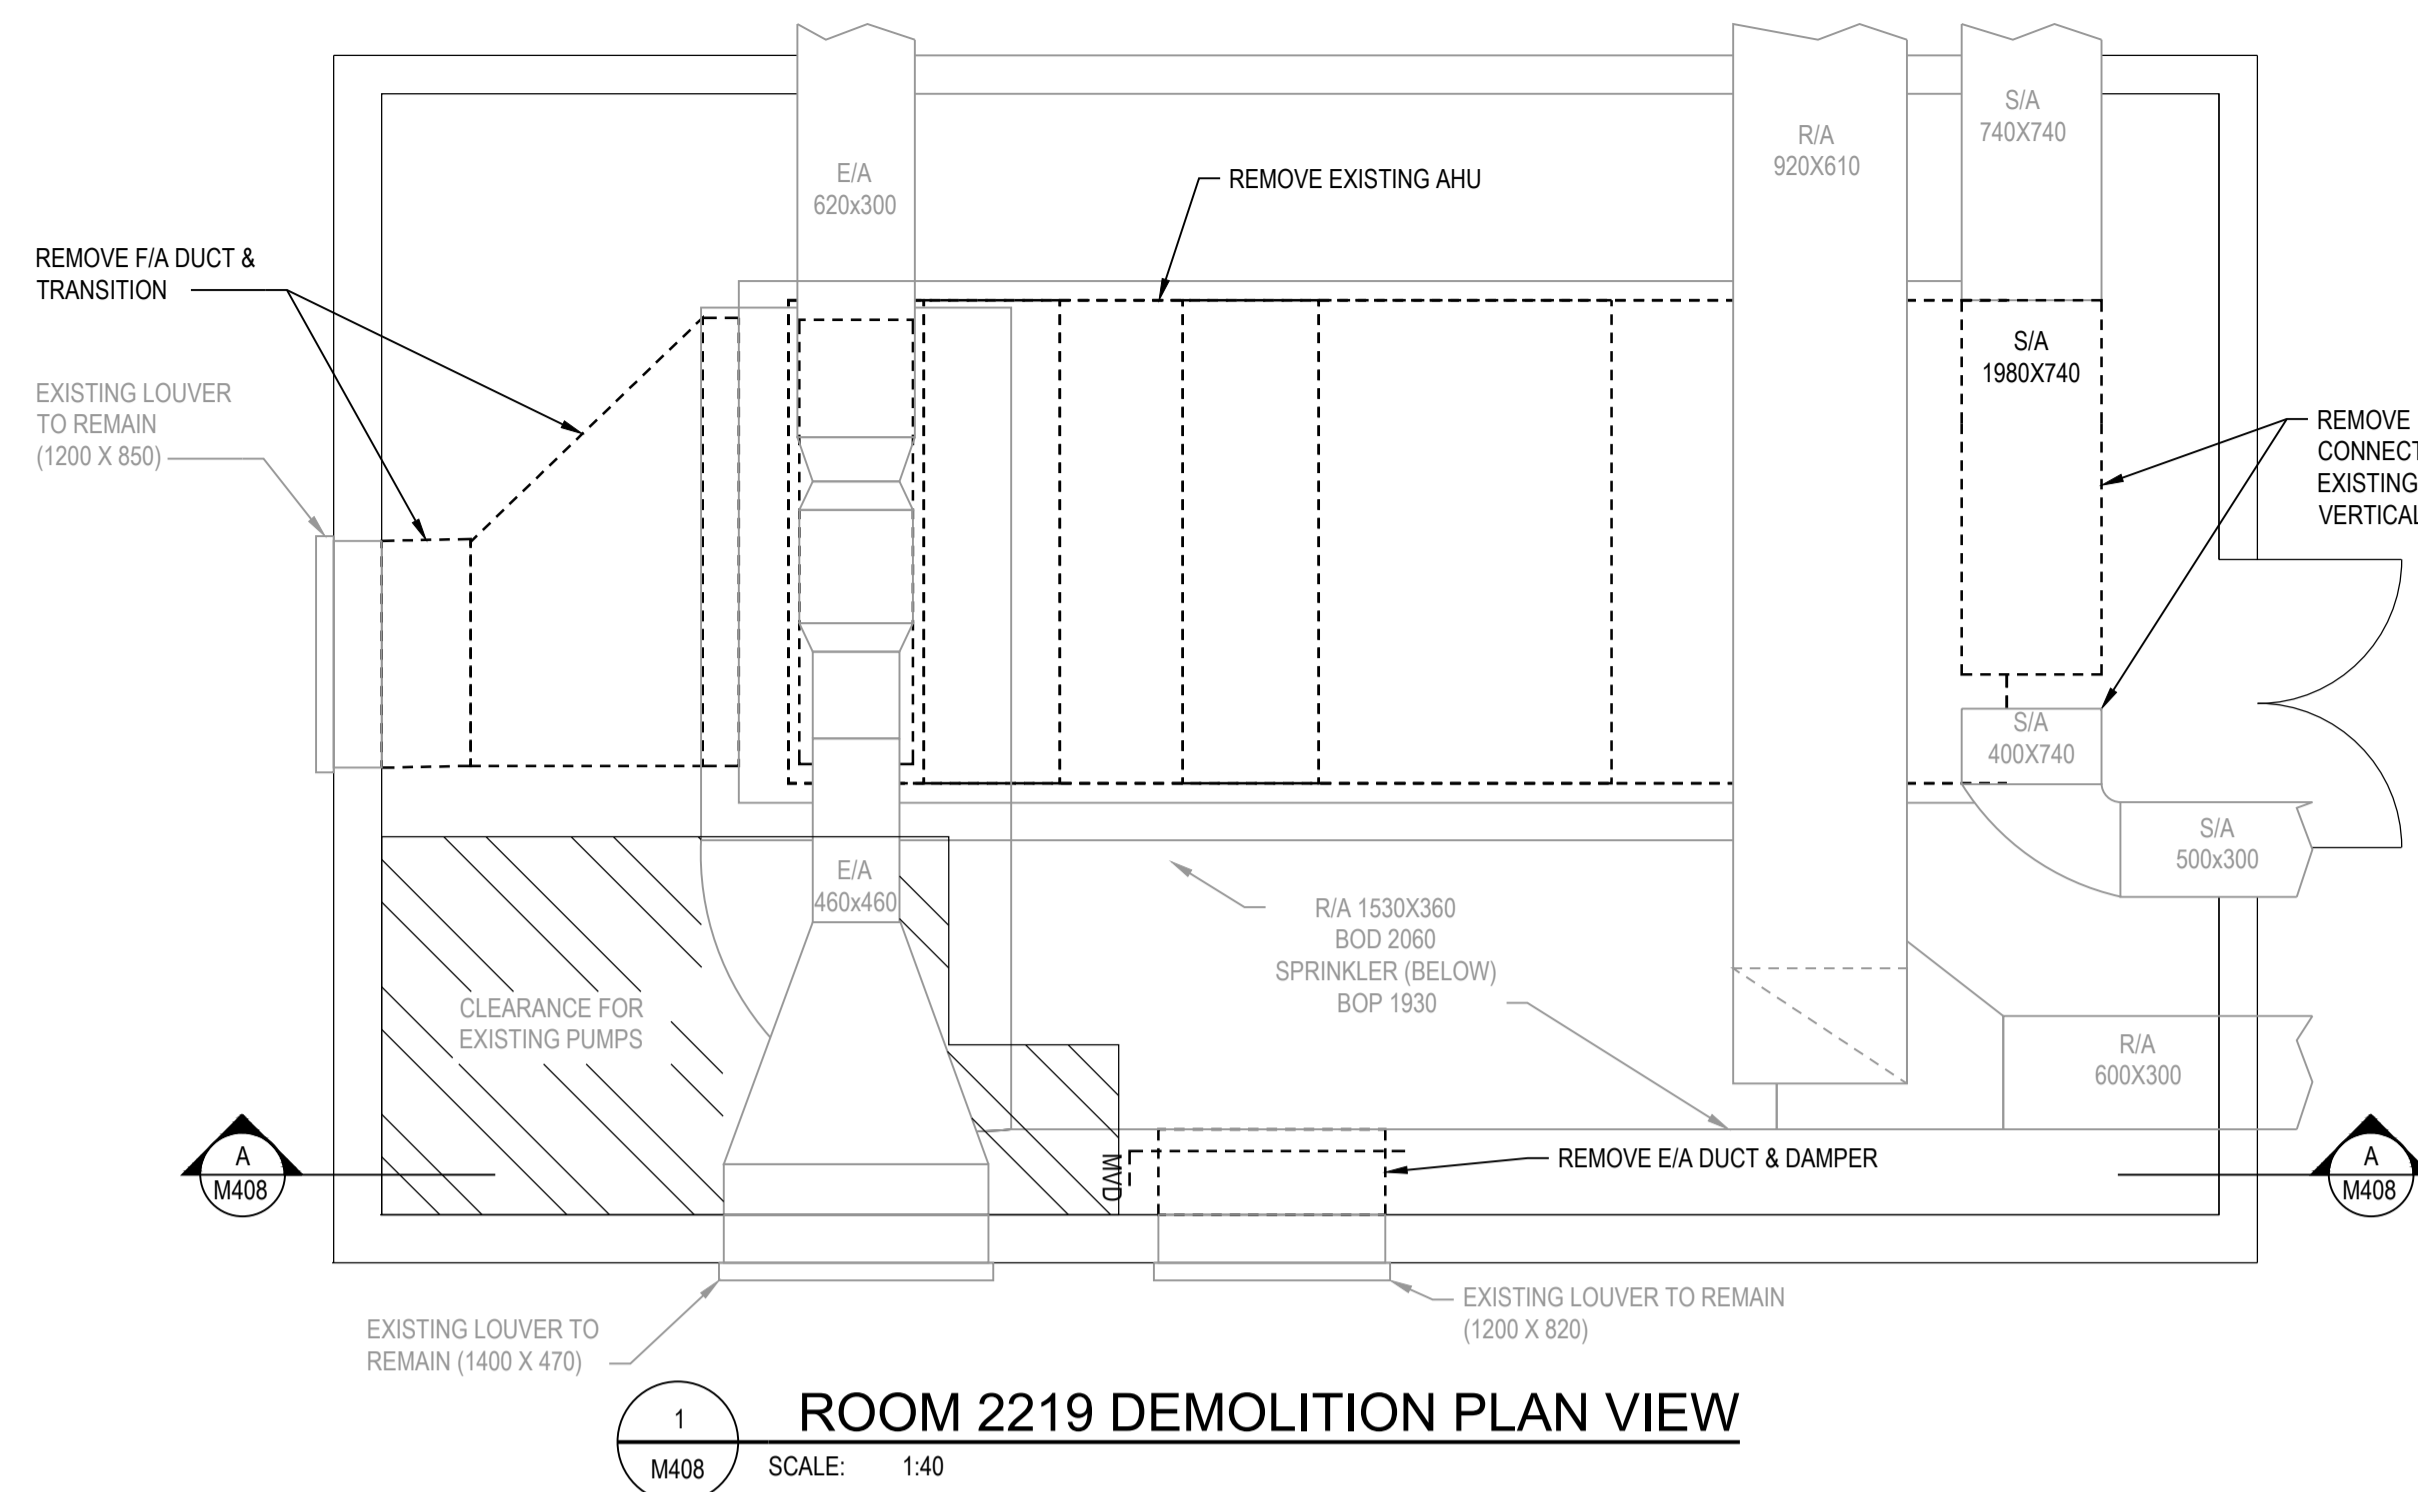 S/A
740X740
R/A
920X610
E/A
620x300
REMOVE EXISTING AHU
REMOVE F/A DUCT &
TRANSITION
S/A
1980X740
EXISTING LOUVER
TO REMAIN
(1200 X 850)
REMOVE
CONNECT
EXISTING
VERTICAL
S/A
400X740
S/A
500x300
E/A
460x460
R/A 1530X360
BOD 2060
SPRINKLER (BELOW)
BOP 1930
CLEARANCE FOR
EXISTING PUMPS
R/A
600X300
A
M408
MVD
REMOVE E/A DUCT & DAMPER
A
M408
EXISTING LOUVER TO REMAIN
(1200 X 820)
EXISTING LOUVER TO
REMAIN (1400 X 470)
1
M408
ROOM 2219 DEMOLITION PLAN VIEW
SCALE: 1:40